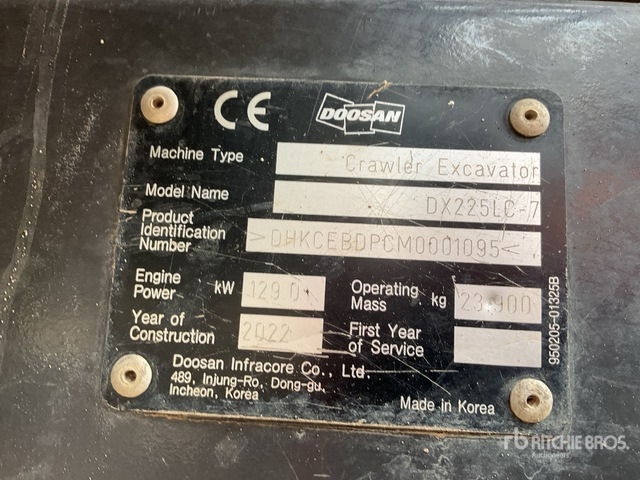 CE DOOSAN
Machine Type Crawler Excavator
Model Name DX225LC-7
Product
Identification
Number >DHKCEBDPCM0001095<
Engine
Power kW 129.0
Operating
Mass kg
Year of
Construction 2022
First Year
of Service
Doosan Infracore Co., Ltd.
489, Injung-Ro, Dong-gu,
Incheon, Korea
Made in Korea
950205-01325B
rb RITCHIE BROS.
Auctioneers